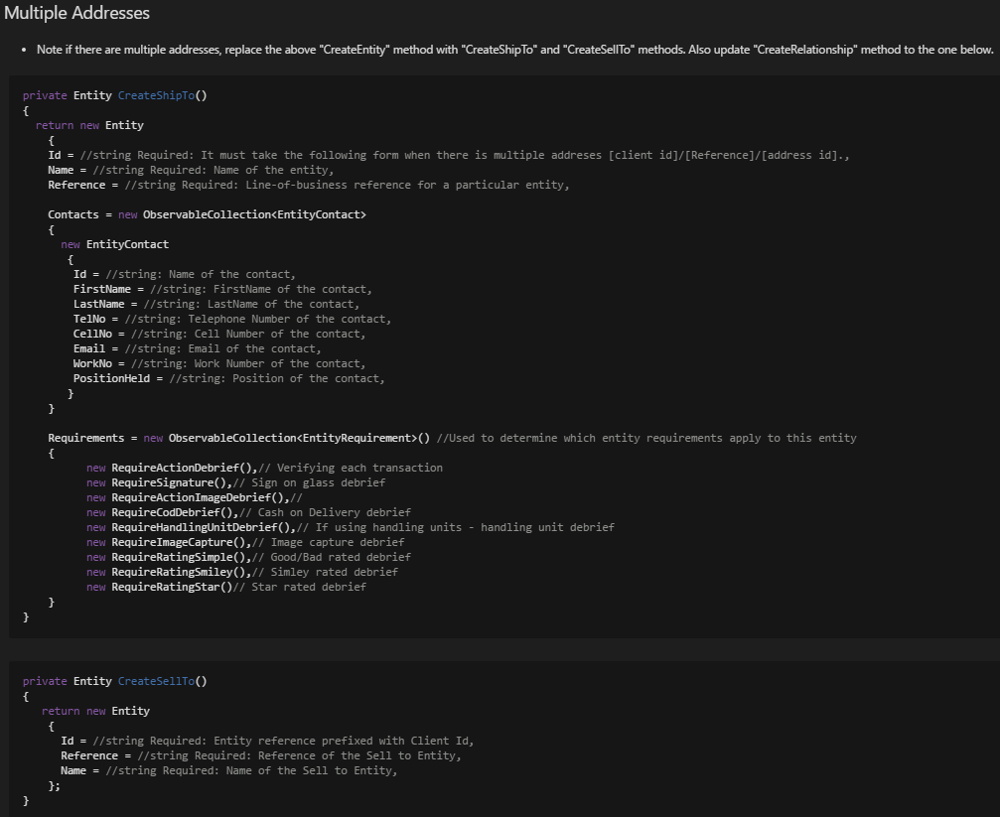 Multiple Addresses
• Note if there are multiple addresses, replace the above "CreateEntity" method with "CreateShipTo" and "CreateSellTo" methods. Also update "CreateRelationship" method to the one below.
private Entity CreateShipTo()
{
return new Entity
{
Id = //string Required: It must take the following form when there is multiple addreses [client id]/[Reference]/[address id].,
Name = //string Required: Name of the entity,
Reference = //string Required: Line-of-business reference for a particular entity,
Contacts = new ObservableCollection<EntityContact>
{
new EntityContact
{
Id = //string: Name of the contact,
FirstName = //string: FirstName of the contact,
LastName = //string: LastName of the contact,
TelNo = //string: Telephone Number of the contact,
CellNo = //string: Cell Number of the contact,
Email = //string: Email of the contact,
WorkNo = //string: Work Number of the contact,
PositionHeld = //string: Position of the contact,
}
}
Requirements = new ObservableCollection<EntityRequirement>() //Used to determine which entity requirements apply to this entity
{
new RequireActionDebrief(),// Verifying each transaction
new RequireSignature(),// Sign on glass debrief
new RequireActionImageDebrief(),//
new RequireCodDebrief(),// Cash on Delivery debrief
new RequireHandlingUnitDebrief(),// If using handling units - handling unit debrief
new RequireImageCapture(),// Image capture debrief
new RequireRatingSimple(),// Good/Bad rated debrief
new RequireRatingSmiley(),// Simley rated debrief
new RequireRatingStar()// Star rated debrief
}
}
private Entity CreateSellTo()
{
return new Entity
{
Id = //string Required: Entity reference prefixed with Client Id,
Reference = //string Required: Reference of the Sell to Entity,
Name = //string Required: Name of the Sell to Entity,
};
}